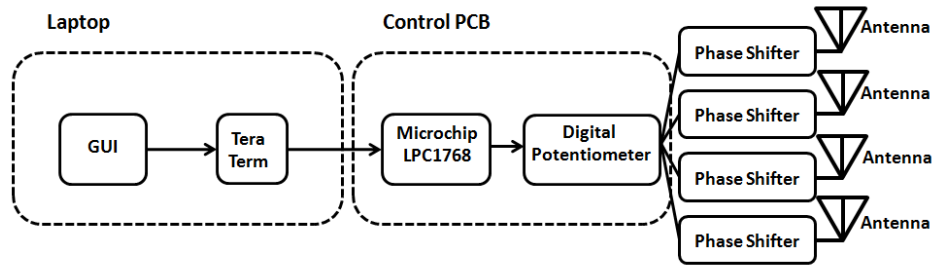 Laptop
Control PCB
GUI
Tera
Term
Microchip
LPC1768
Digital
Potentiometer
Phase Shifter
Antenna
Phase Shifter
Antenna
Phase Shifter
Antenna
Phase Shifter
Antenna